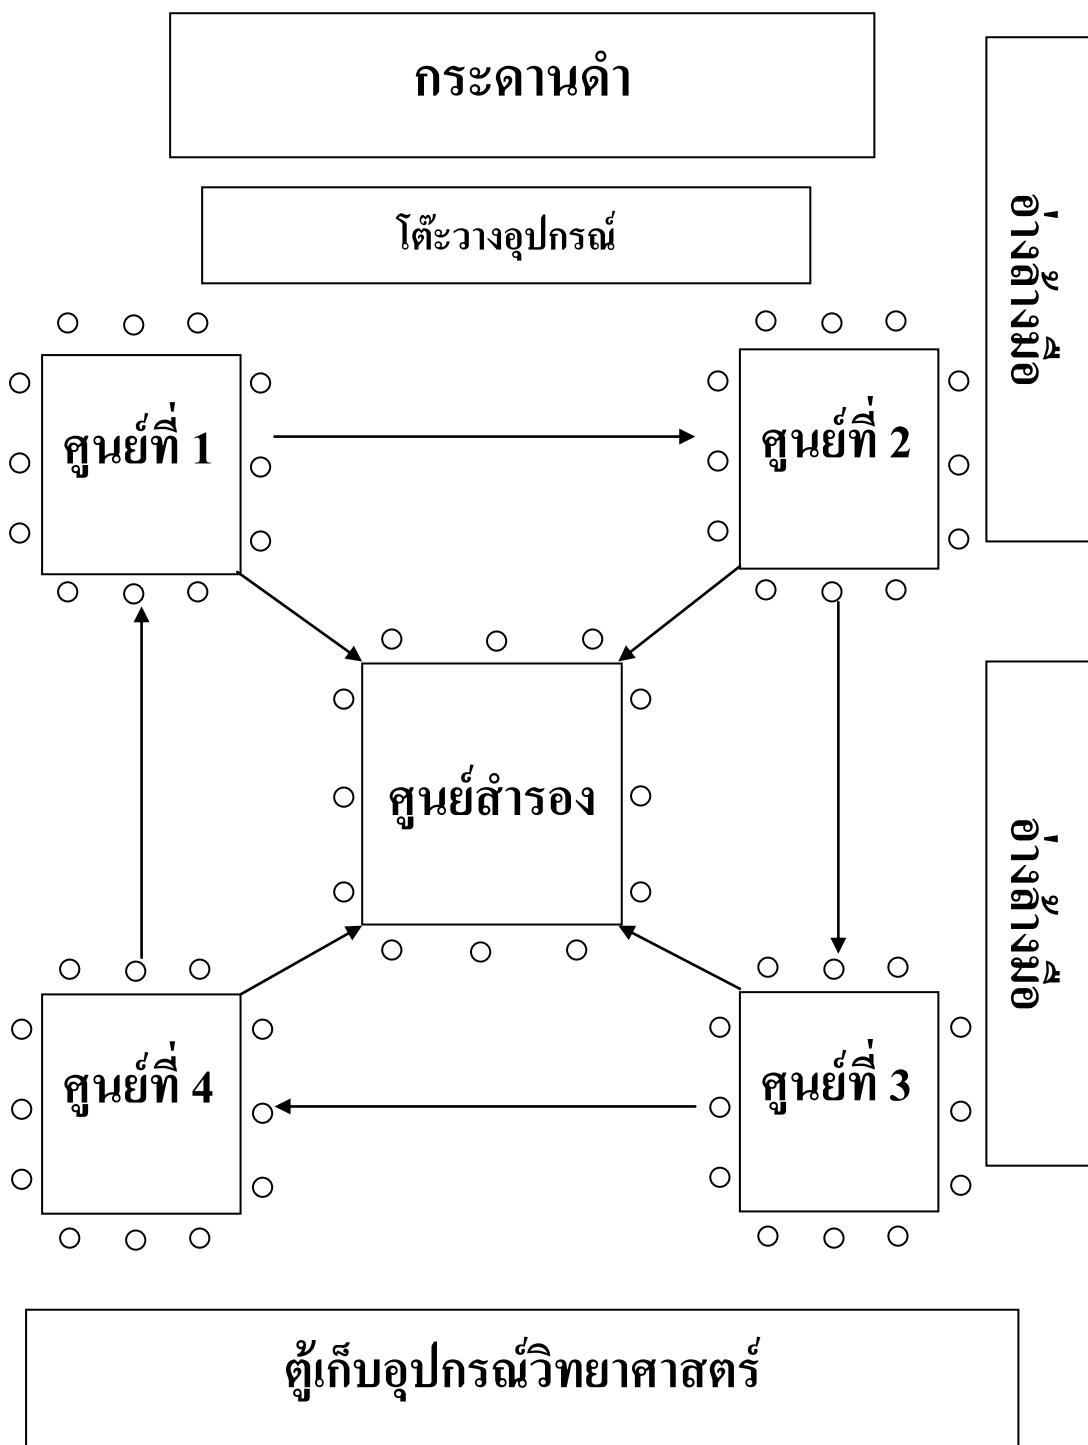 กระดานดำ
โต๊ะวางอุปกรณ์
อ่างล้างมือ
ศูนย์ที่ 1
ศูนย์ที่ 2
ศูนย์สำรอง
อ่างล้างมือ
ศูนย์ที่ 4
ศูนย์ที่ 3
ตู้เก็บอุปกรณ์วิทยาศาสตร์